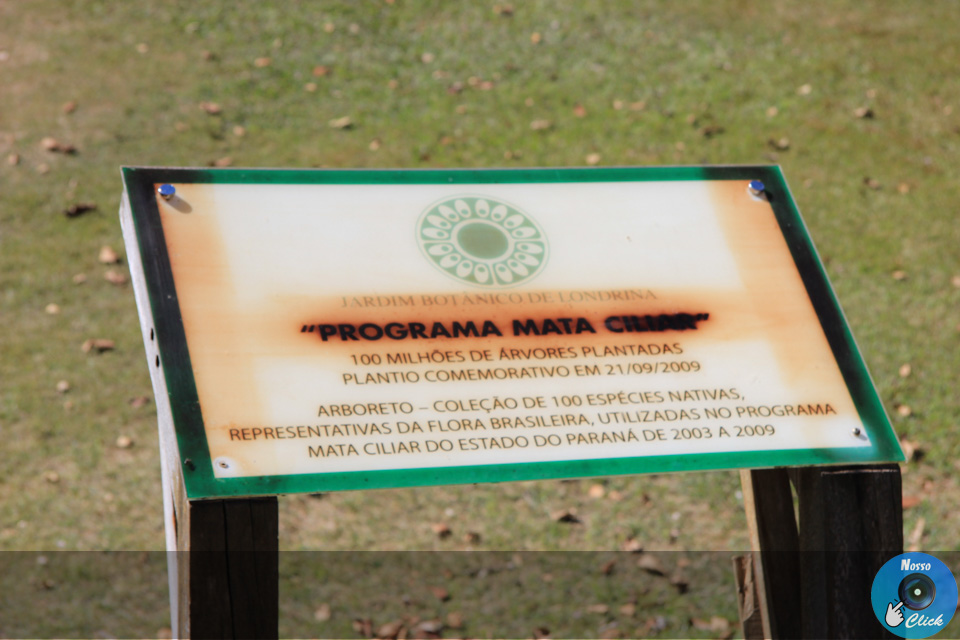 JARDIM BOTÂNICO DE LONDRINA
"PROGRAMA MATA CILIAR"
100 MILHÕES DE ÁRVORES PLANTADAS
PLANTIO COMEMORATIVO EM 21/09/2009
ARBORETO – COLEÇÃO DE 100 ESPÉCIES NATIVAS,
REPRESENTATIVAS DA FLORA BRASILEIRA, UTILIZADAS NO PROGRAMA
MATA CILIAR DO ESTADO DO PARANÁ DE 2003 A 2009
Nosso
Click